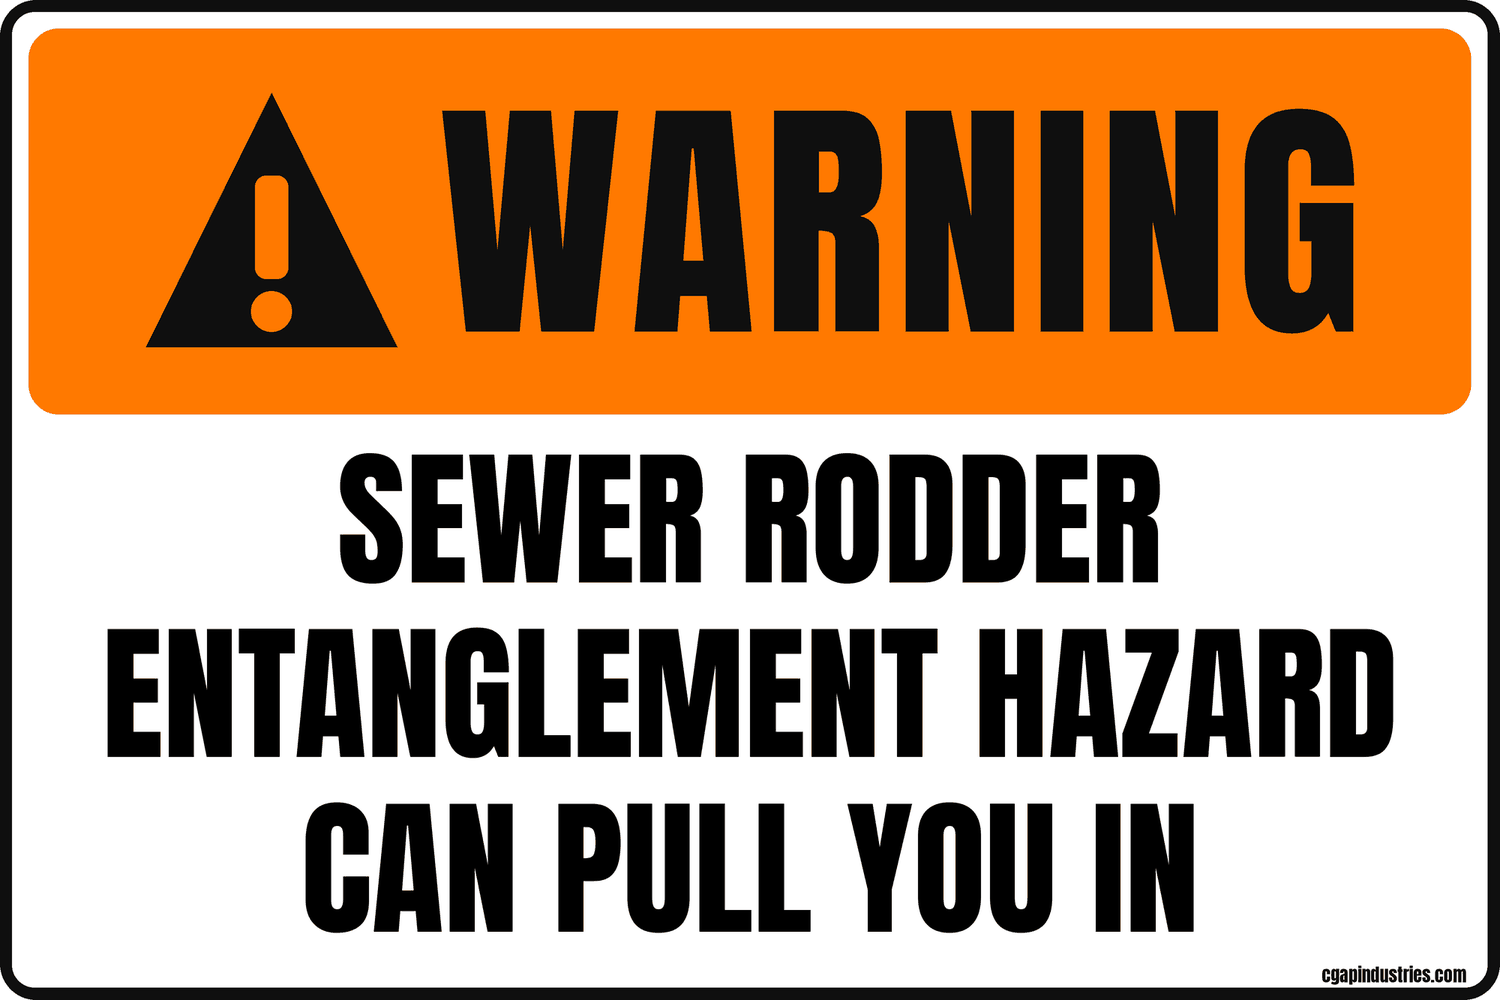 WARNING
SEWER RODDER
ENTANGLEMENT HAZARD
CAN PULL YOU IN
cgapindustries.com